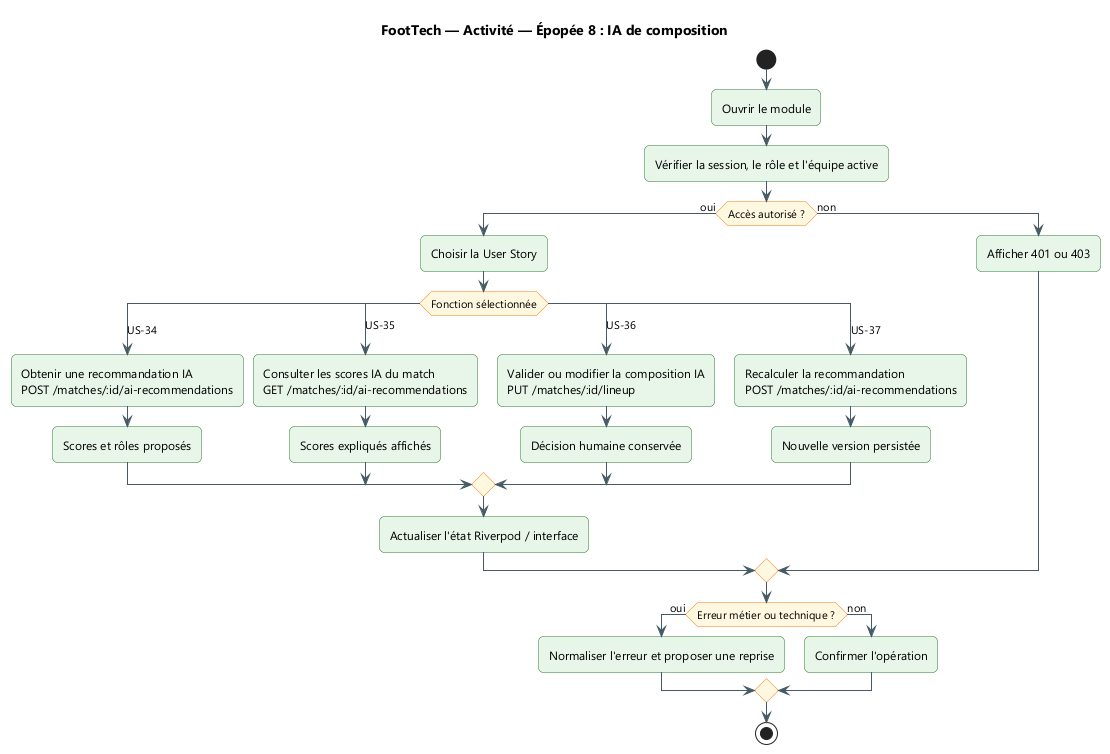 FootTech — Activité — Épopée 8 : IA de composition
Ouvrir le module
Vérifier la session, le rôle et l'équipe active
oui
Accès autorisé ?
non
Choisir la User Story
Afficher 401 ou 403
Fonction sélectionnée
US-34
US-35
US-36
US-37
Obtenir une recommandation IA
POST /matches/:id/ai-recommendations
Consulter les scores IA du match
GET /matches/:id/ai-recommendations
Valider ou modifier la composition IA
PUT /matches/:id/lineup
Recalculer la recommandation
POST /matches/:id/ai-recommendations
Scores et rôles proposés
Scores expliqués affichés
Décision humaine conservée
Nouvelle version persistée
Actualiser l'état Riverpod / interface
oui
Erreur métier ou technique ?
non
Normaliser l'erreur et proposer une reprise
Confirmer l'opération